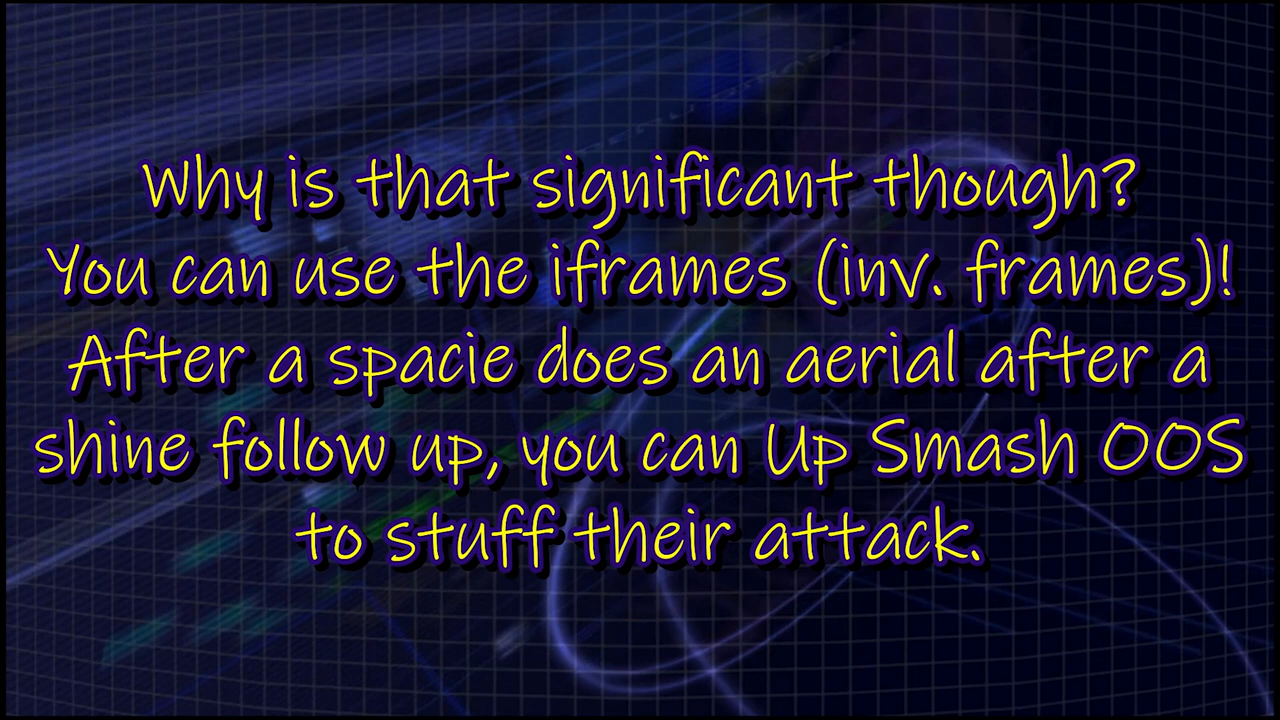 Why is that significant though?
You can use the iframes (inv. frames)!
After a spacie does an aerial after a
shine follow up, you can Up Smash OOS
to stuff their attack.